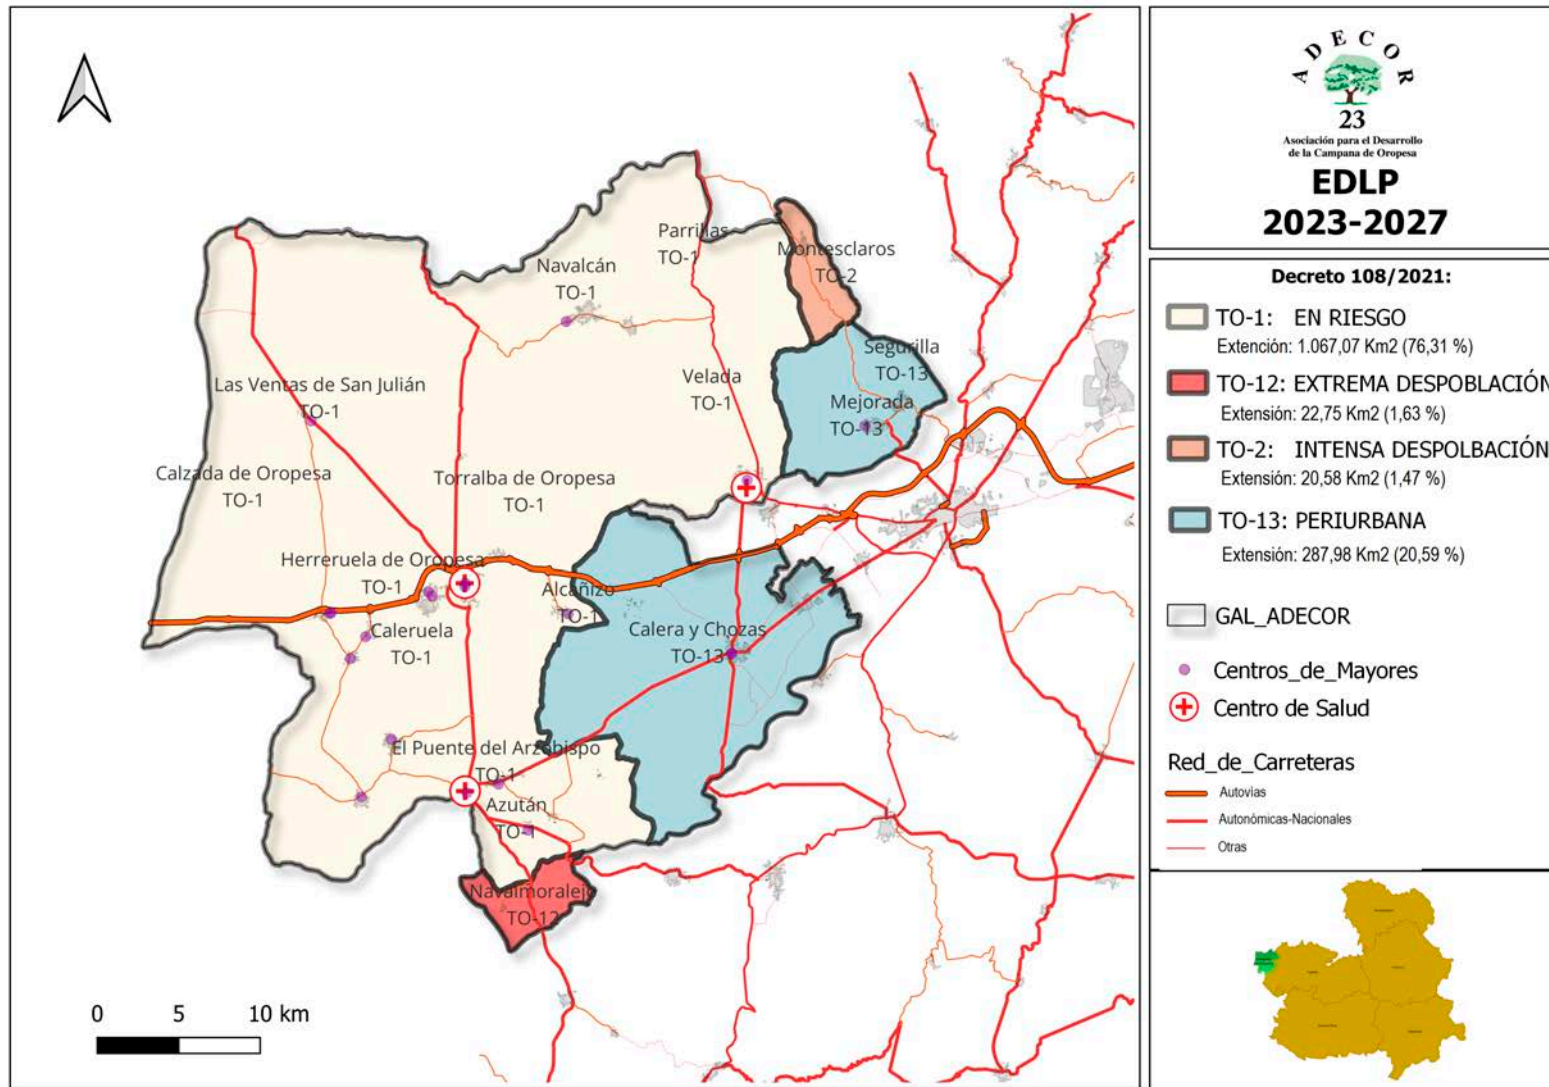 Parrillas
TO-1
Montesclaros
TO-2
Navalcán
TO-1
Segurilla
TO-13
Velada
TO-1
Mejorada
TO-13
Las Ventas de San Julián
TO-1
Calzada de Oropesa
TO-1
Torralba de Oropesa
TO-1
Herreruela de Oropesa
TO-1
Alcañizo
TO-1
Caleruela
TO-1
Calera y Chozas
TO-13
El Puente del Arzobispo
TO-1
Azután
TO-1
Navalmoralejo
TO-12
0 5 10 km
ADECOR
23
Asociación para el Desarrollo
de la Campana de Oropesa
EDLP
2023-2027
Decreto 108/2021:
TO-1: EN RIESGO
Extención: 1.067,07 Km2 (76,31 %)
TO-12: EXTREMA DESPOBLACIÓN
Extensión: 22,75 Km2 (1,63 %)
TO-2: INTENSA DESPOLBACIÓN
Extensión: 20,58 Km2 (1,47 %)
TO-13: PERIURBANA
Extensión: 287,98 Km2 (20,59 %)
GAL_ADECOR
Centros_de_Mayores
Centro de Salud
Red_de_Carreteras
Autovias
Autonómicas-Nacionales
Otras